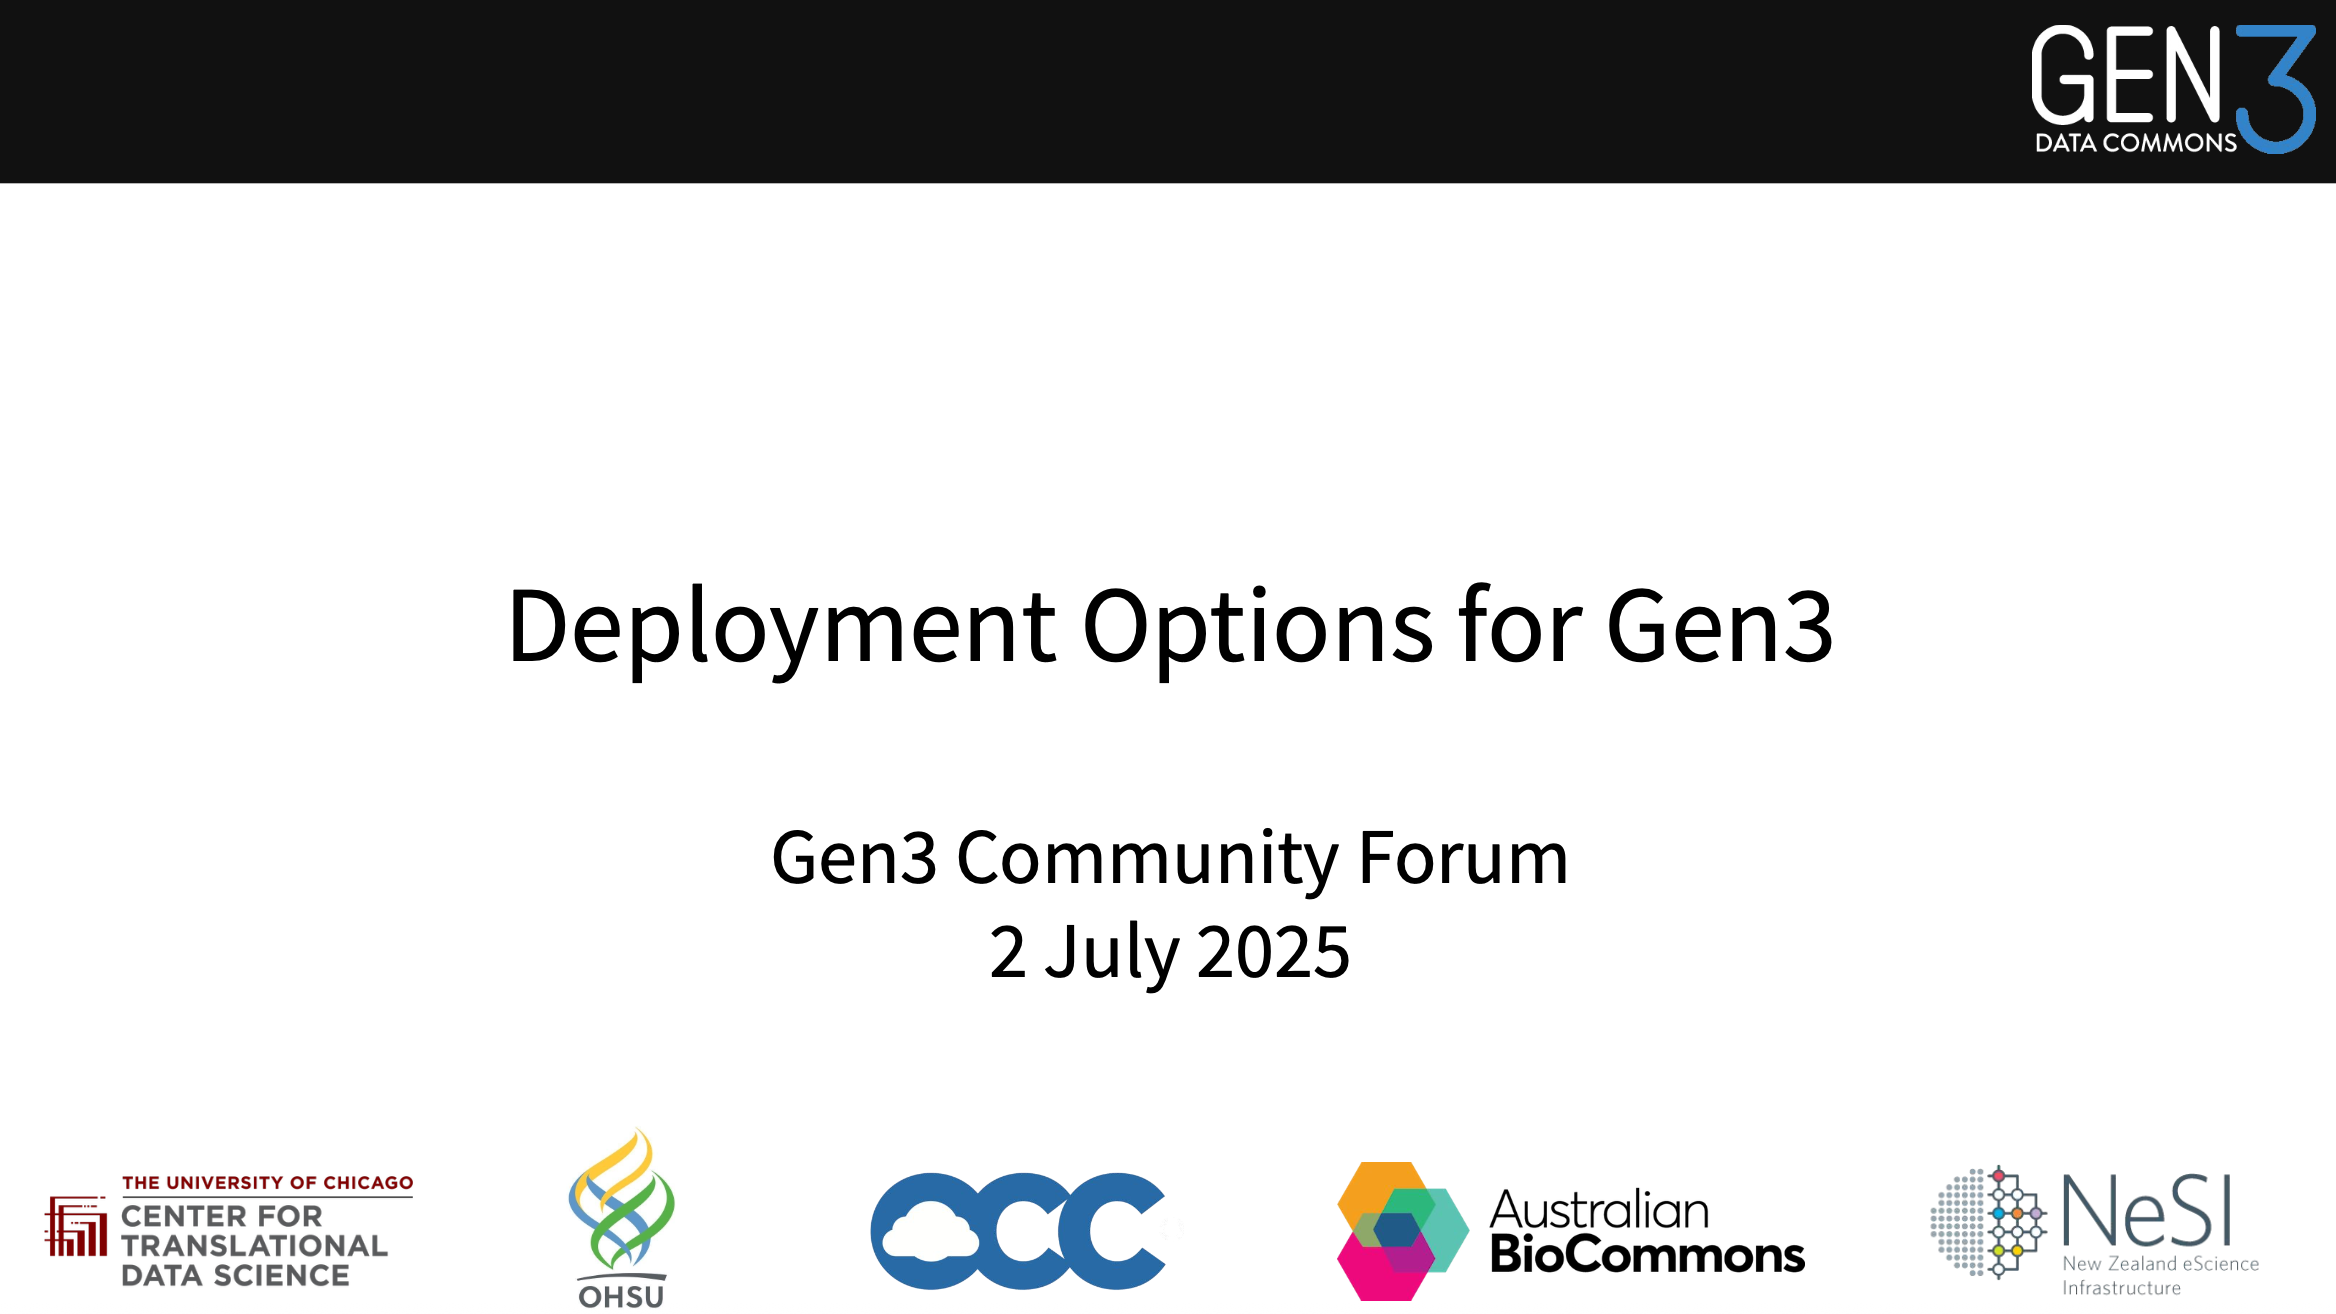 GEN3
DATA COMMONS
Deployment Options for Gen3
Gen3 Community Forum
2 July 2025
THE UNIVERSITY OF CHICAGO
CENTER FOR
TRANSLATIONAL
DATA SCIENCE
OHSU
OCC
Australian
BioCommons
NeSI
New Zealand eScience
Infrastructure